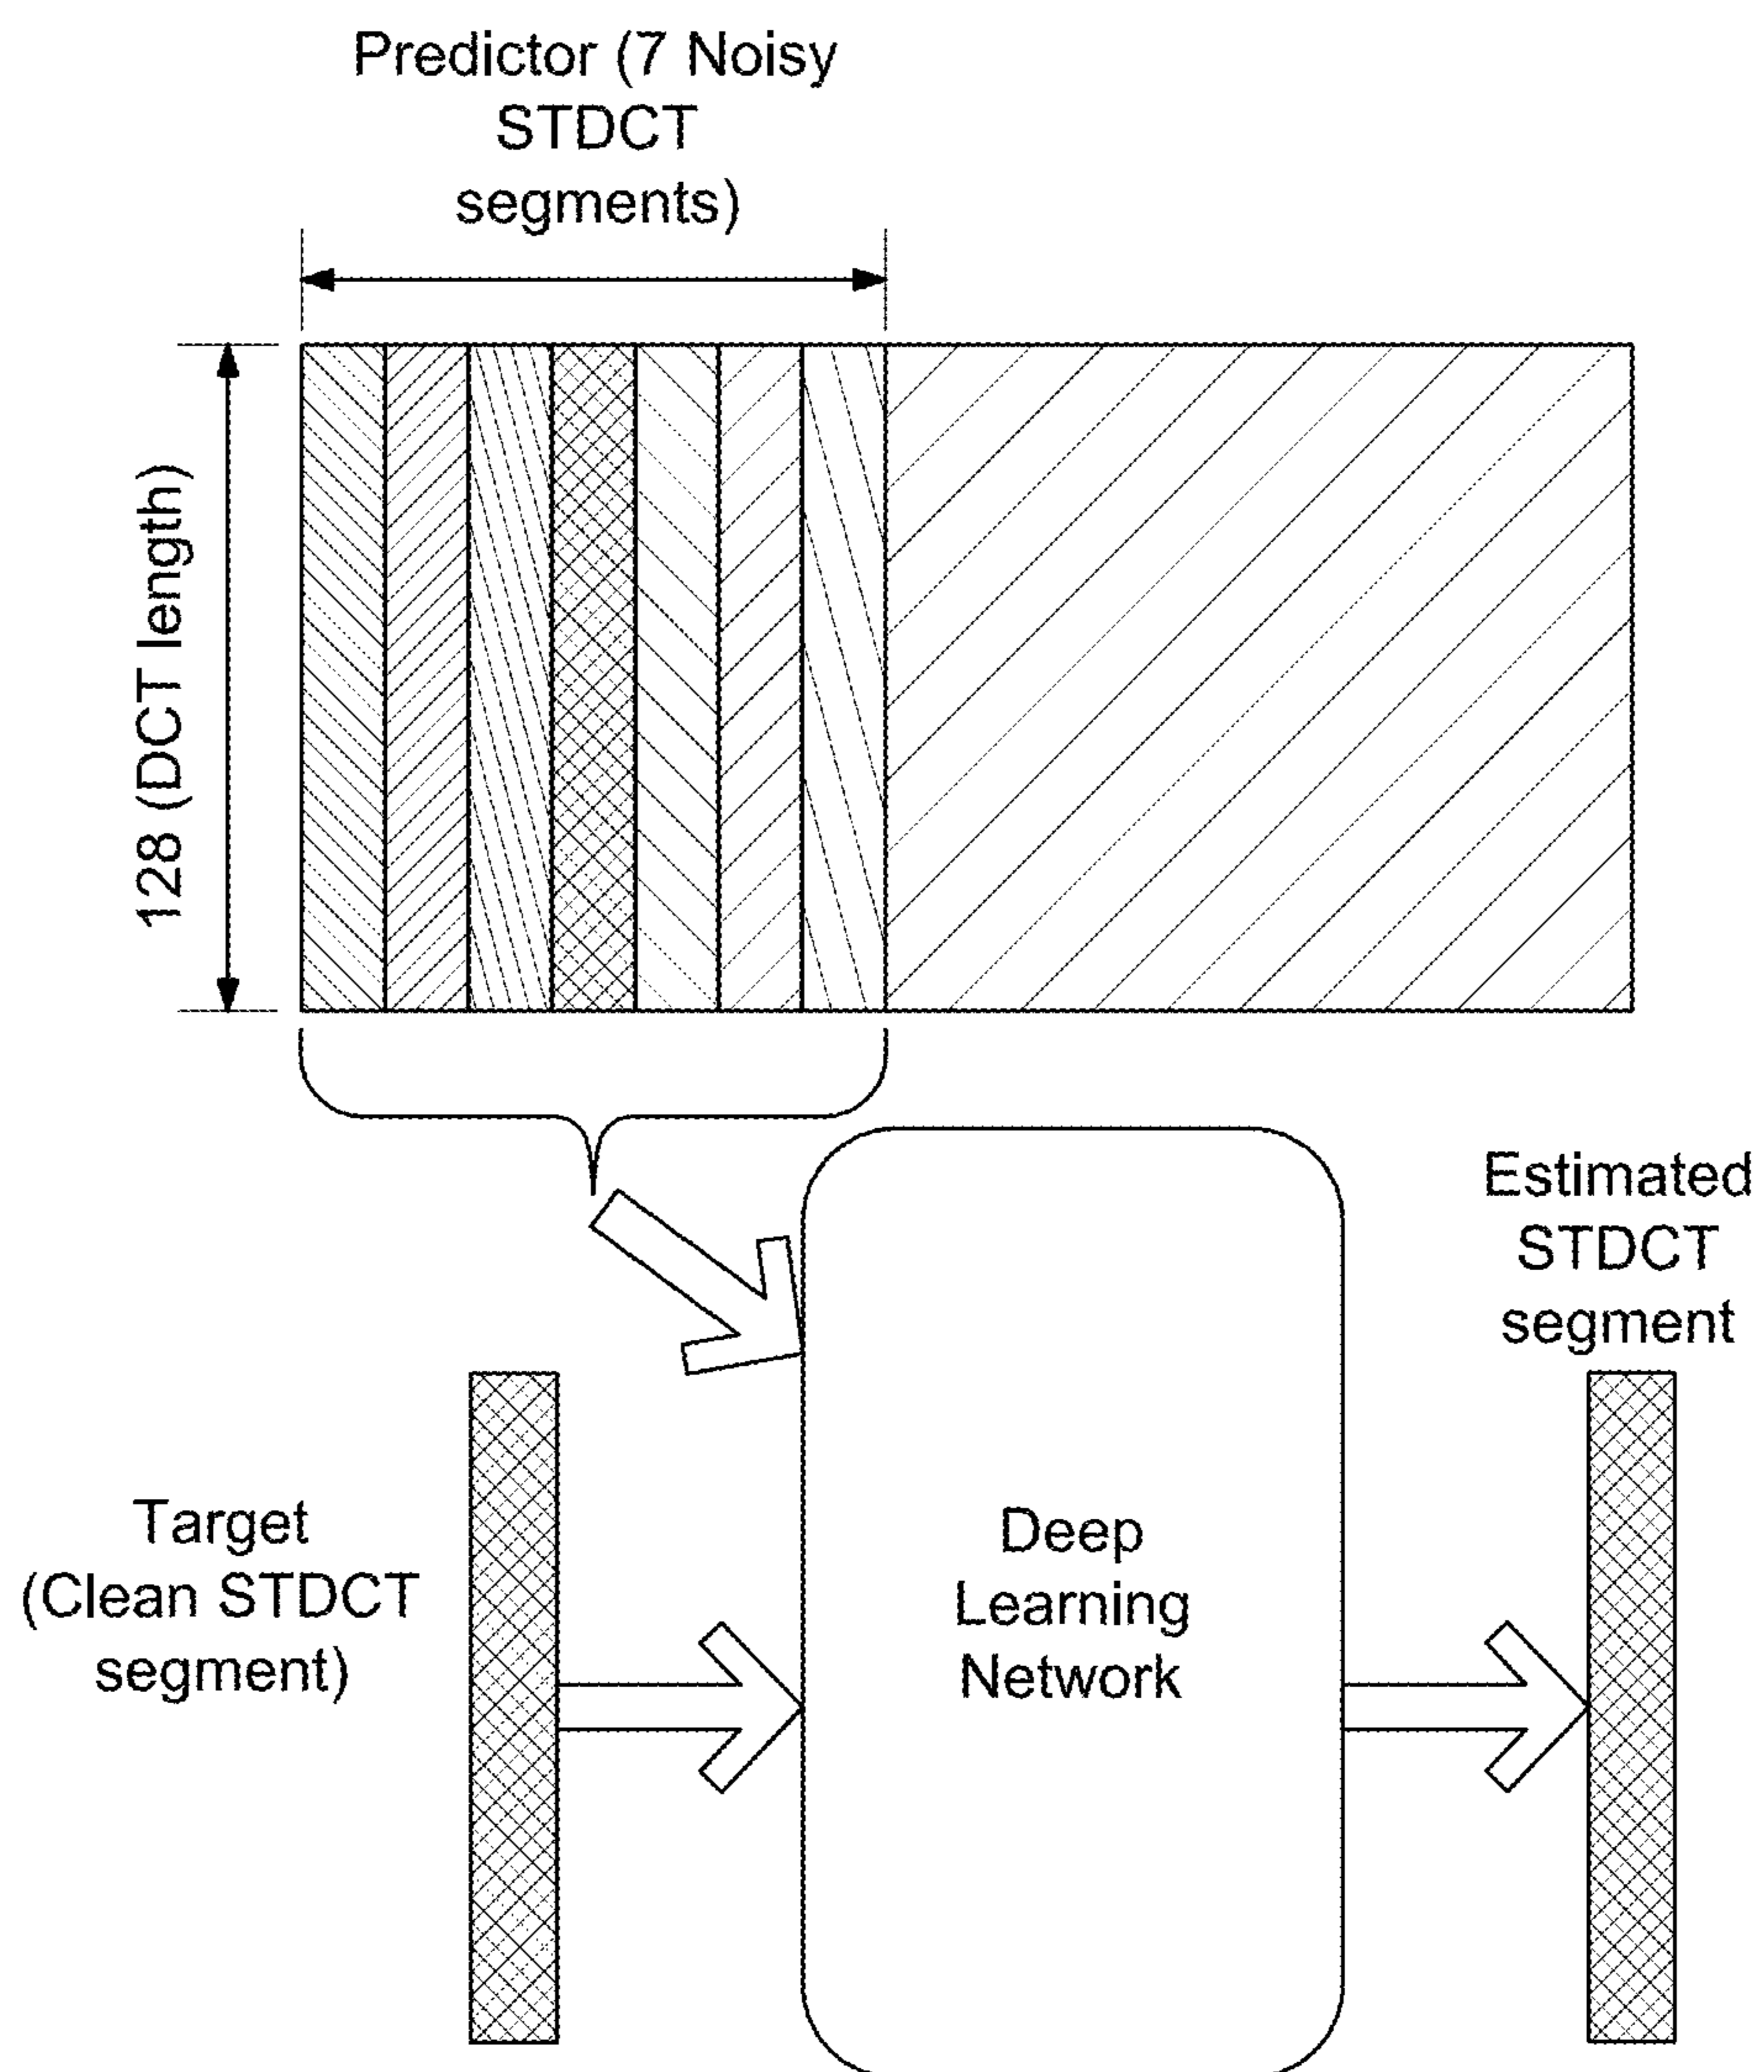 Predictor (7 Noisy
STDCT
segments)
128 (DCT length)
Estimated
STDCT
segment
Target
(Clean STDCT
segment)
Deep
Learning
Network